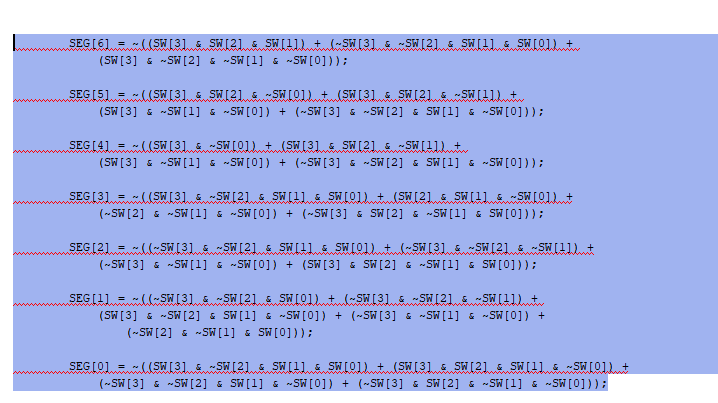 SEG[6] = ~((SW[3] & SW[2] & SW[1]) + (~SW[3] & ~SW[2] & SW[1] & SW[0]) +
(SW[3] & ~SW[2] & ~SW[1] & ~SW[0]));
SEG[5] = ~((SW[3] & SW[2] & ~SW[0]) + (SW[3] & SW[2] & ~SW[1]) +
(SW[3] & ~SW[1] & ~SW[0]) + (~SW[3] & ~SW[2] & SW[1] & ~SW[0]));
SEG[4] = ~((SW[3] & ~SW[0]) + (SW[3] & SW[2] & ~SW[1]) +
(SW[3] & ~SW[1] & ~SW[0]) + (~SW[3] & ~SW[2] & SW[1] & ~SW[0]));
SEG[3] = ~((SW[3] & ~SW[2] & SW[1] & SW[0]) + (SW[2] & SW[1] & ~SW[0]) +
(~SW[2] & ~SW[1] & ~SW[0]) + (~SW[3] & SW[2] & ~SW[1] & SW[0]));
SEG[2] = ~((~SW[3] & ~SW[2] & SW[1] & SW[0]) + (~SW[3] & ~SW[2] & ~SW[1]) +
(~SW[3] & ~SW[1] & ~SW[0]) + (SW[3] & SW[2] & ~SW[1] & SW[0]));
SEG[1] = ~((~SW[3] & ~SW[2] & SW[0]) + (~SW[3] & ~SW[2] & ~SW[1]) +
(SW[3] & ~SW[2] & SW[1] & ~SW[0]) + (~SW[3] & ~SW[1] & ~SW[0]) +
(~SW[2] & ~SW[1] & SW[0]));
SEG[0] = ~((SW[3] & ~SW[2] & SW[1] & SW[0]) + (SW[3] & SW[2] & SW[1] & ~SW[0]) +
(~SW[3] & ~SW[2] & SW[1] & ~SW[0]) + (~SW[3] & SW[2] & ~SW[1] & ~SW[0]));